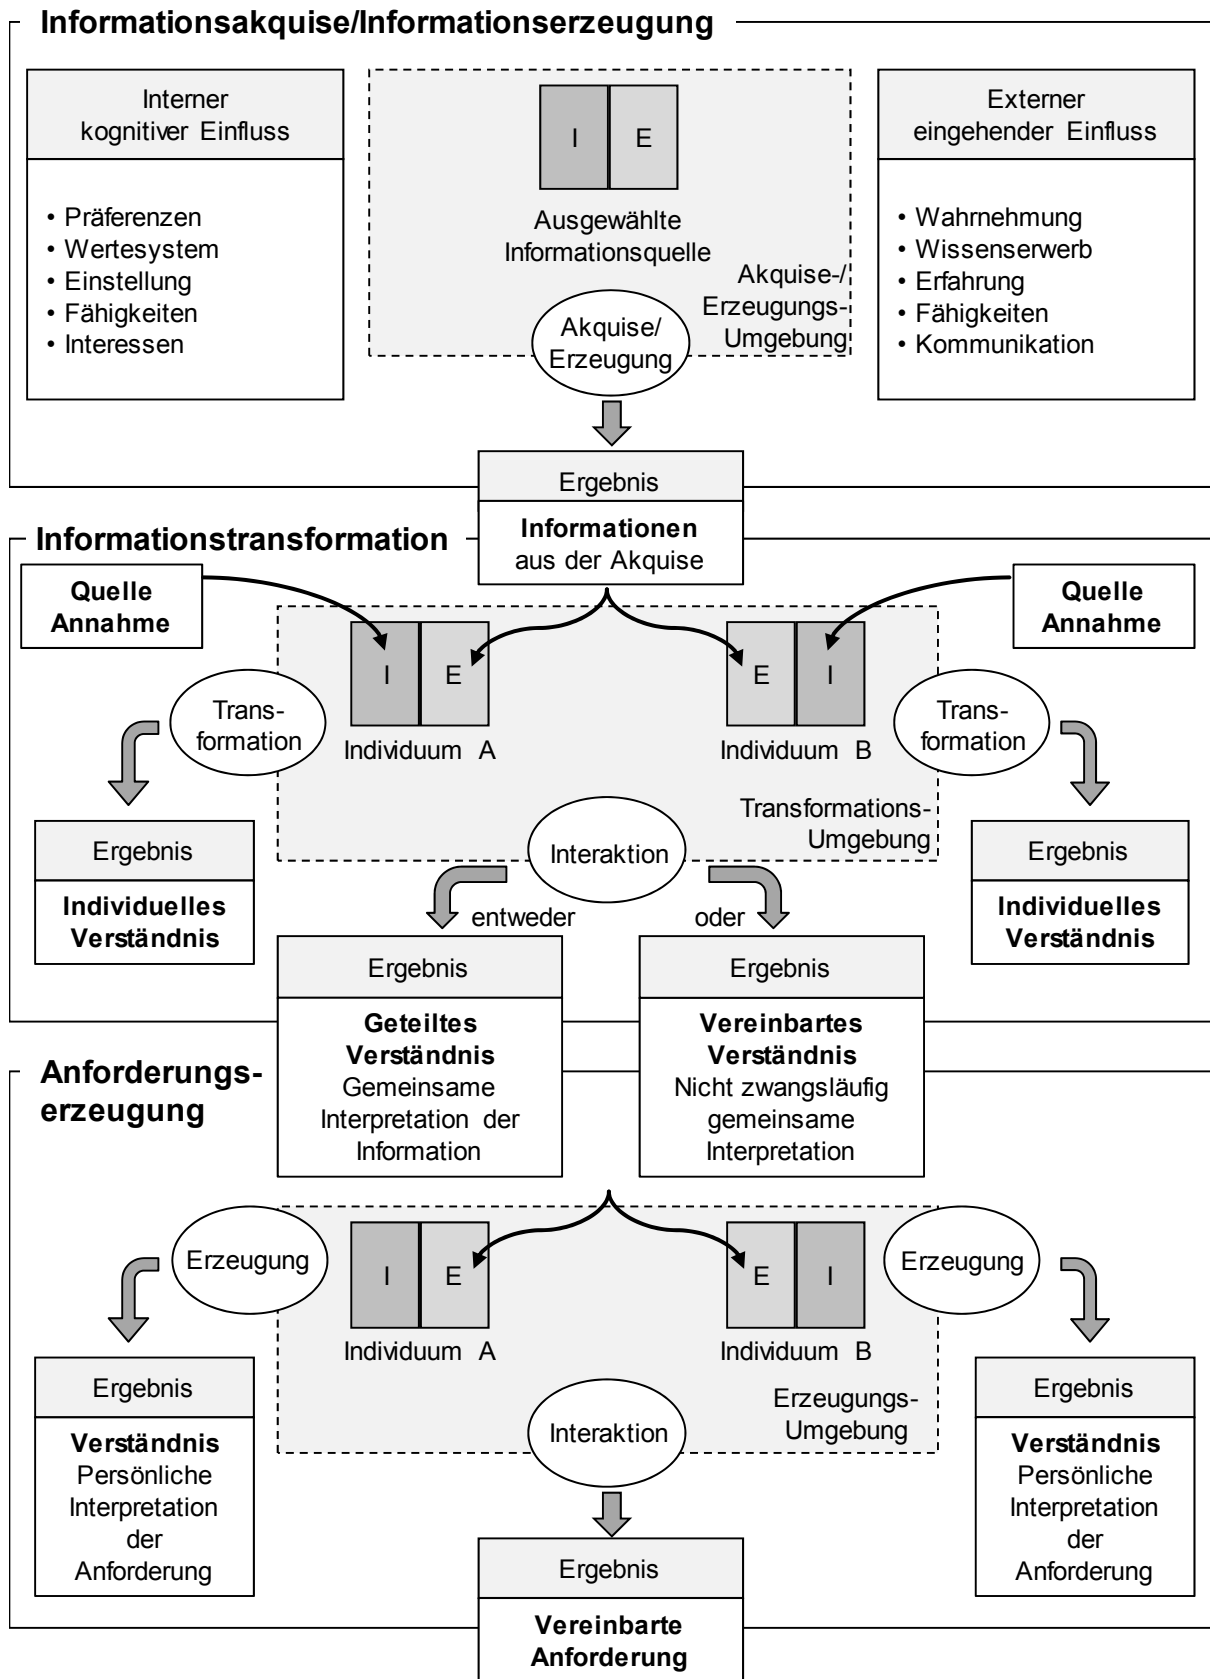 Informationsakquise/Informationserzeugung
Interner
kognitiver Einfluss
• Präferenzen
• Wertesystem
• Einstellung
• Fähigkeiten
• Interessen
I E
Ausgewählte
Informationsquelle
Akquise-/
Erzeugungs-
Umgebung
Akquise/
Erzeugung
Externer
eingehender Einfluss
• Wahrnehmung
• Wissenserwerb
• Erfahrung
• Fähigkeiten
• Kommunikation
Ergebnis
Informationen
aus der Akquise
Informationstransformation
Quelle
Annahme
Quelle
Annahme
I E
Individuum A
E I
Individuum B
Trans-
formation
Trans-
formation
Transformations-
Umgebung
Interaktion
Ergebnis
Individuelles
Verständnis
entweder
oder
Ergebnis
Individuelles
Verständnis
Ergebnis
Geteiltes
Verständnis
Gemeinsame
Interpretation der
Information
Ergebnis
Vereinbartes
Verständnis
Nicht zwangsläufig
gemeinsame
Interpretation
Anforderungs-
erzeugung
Erzeugung
I E
Individuum A
E I
Individuum B
Erzeugung
Erzeugungs-
Umgebung
Interaktion
Ergebnis
Verständnis
Persönliche
Interpretation
der
Anforderung
Ergebnis
Verständnis
Persönliche
Interpretation
der
Anforderung
Ergebnis
Vereinbarte
Anforderung